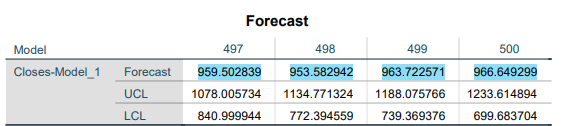 Forecast
Model 497 498 499 500
Closes-Model_1 Forecast 959.502839 953.582942 963.722571 966.649299
UCL 1078.005734 1134.771324 1188.075766 1233.614894
LCL 840.999944 772.394559 739.369376 699.683704